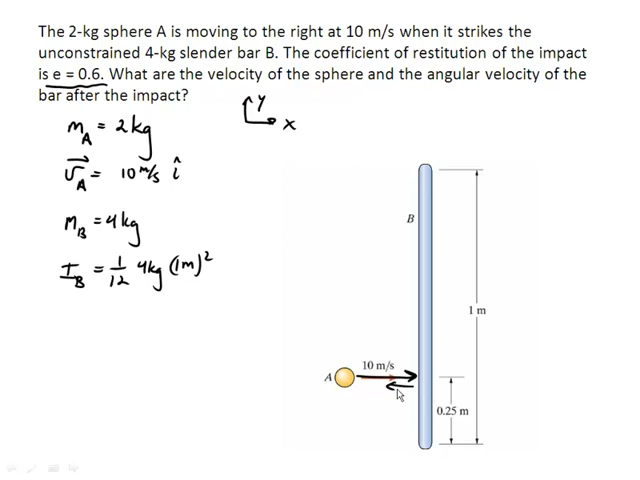 The 2-kg sphere A is moving to the right at 10 m/s when it strikes the
unconstrained 4-kg slender bar B. The coefficient of restitution of the impact
is e = 0.6. What are the velocity of the sphere and the angular velocity of the
bar after the impact?
y
x
m_A = 2kg
v_A = 10 m/s î
M_B = 4kg
I_B = 1/12 4kg (1m)²
B
1 m
10 m/s
A
0.25 m